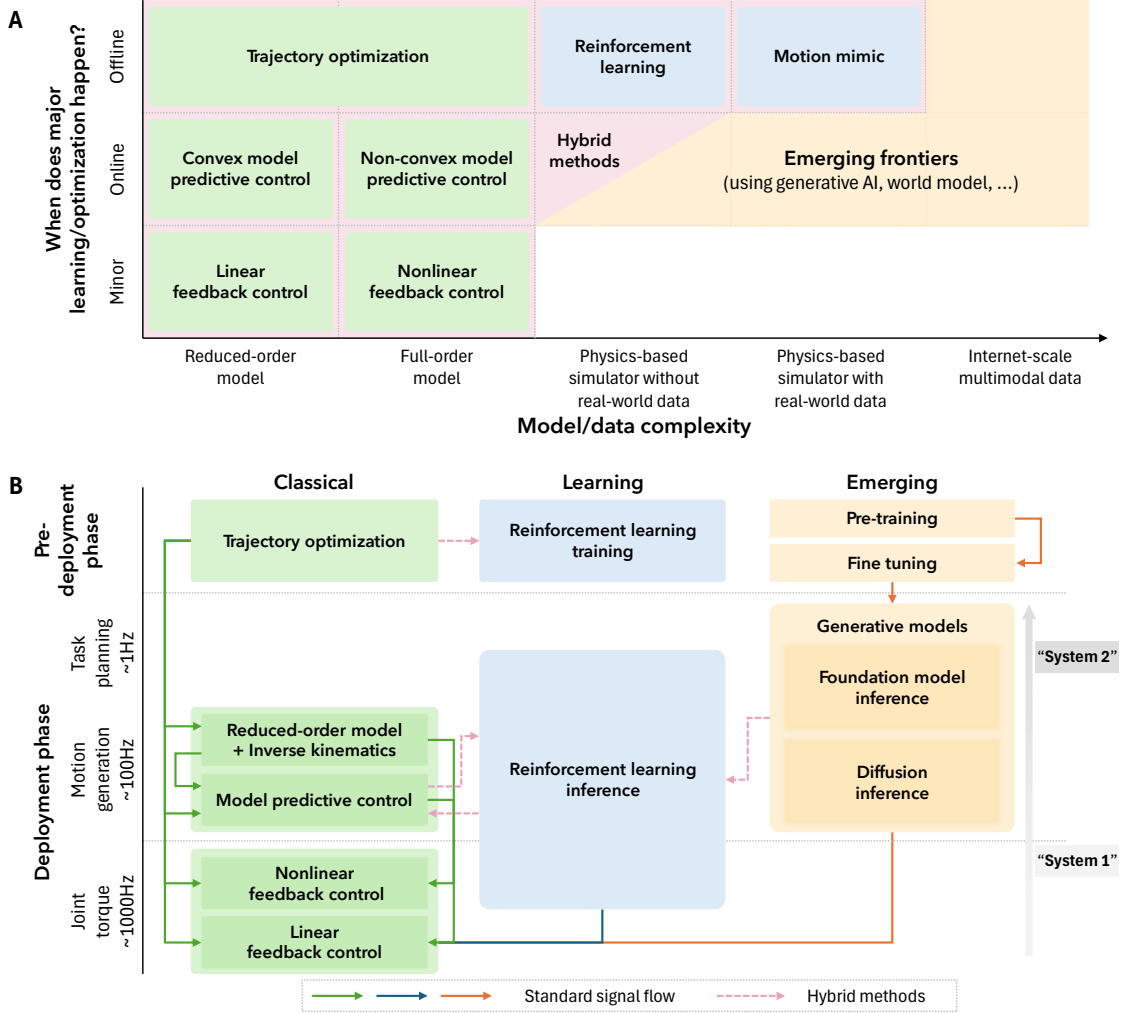 A
When does major
learning/optimization happen?
Offline
Online
Minor
Trajectory optimization
Reinforcement
learning
Motion mimic
Convex model
predictive control
Non-convex model
predictive control
Hybrid
methods
Emerging frontiers
(using generative AI, world model, ...)
Linear
feedback control
Nonlinear
feedback control
Reduced-order
model
Full-order
model
Physics-based
simulator without
real-world data
Physics-based
simulator with
real-world data
Internet-scale
multimodal data
Model/data complexity
B
Classical
Learning
Emerging
Pre-
deployment
phase
Trajectory optimization
Reinforcement learning
training
Pre-training
Fine tuning
Deployment phase
Task
planning
~1Hz
Motion
generation
~100Hz
Joint
torque
~1000Hz
Generative models
Foundation model
inference
Diffusion
inference
"System 2"
Reduced-order model
+ Inverse kinematics
Model predictive control
Reinforcement learning
inference
"System 1"
Nonlinear
feedback control
Linear
feedback control
Standard signal flow
Hybrid methods